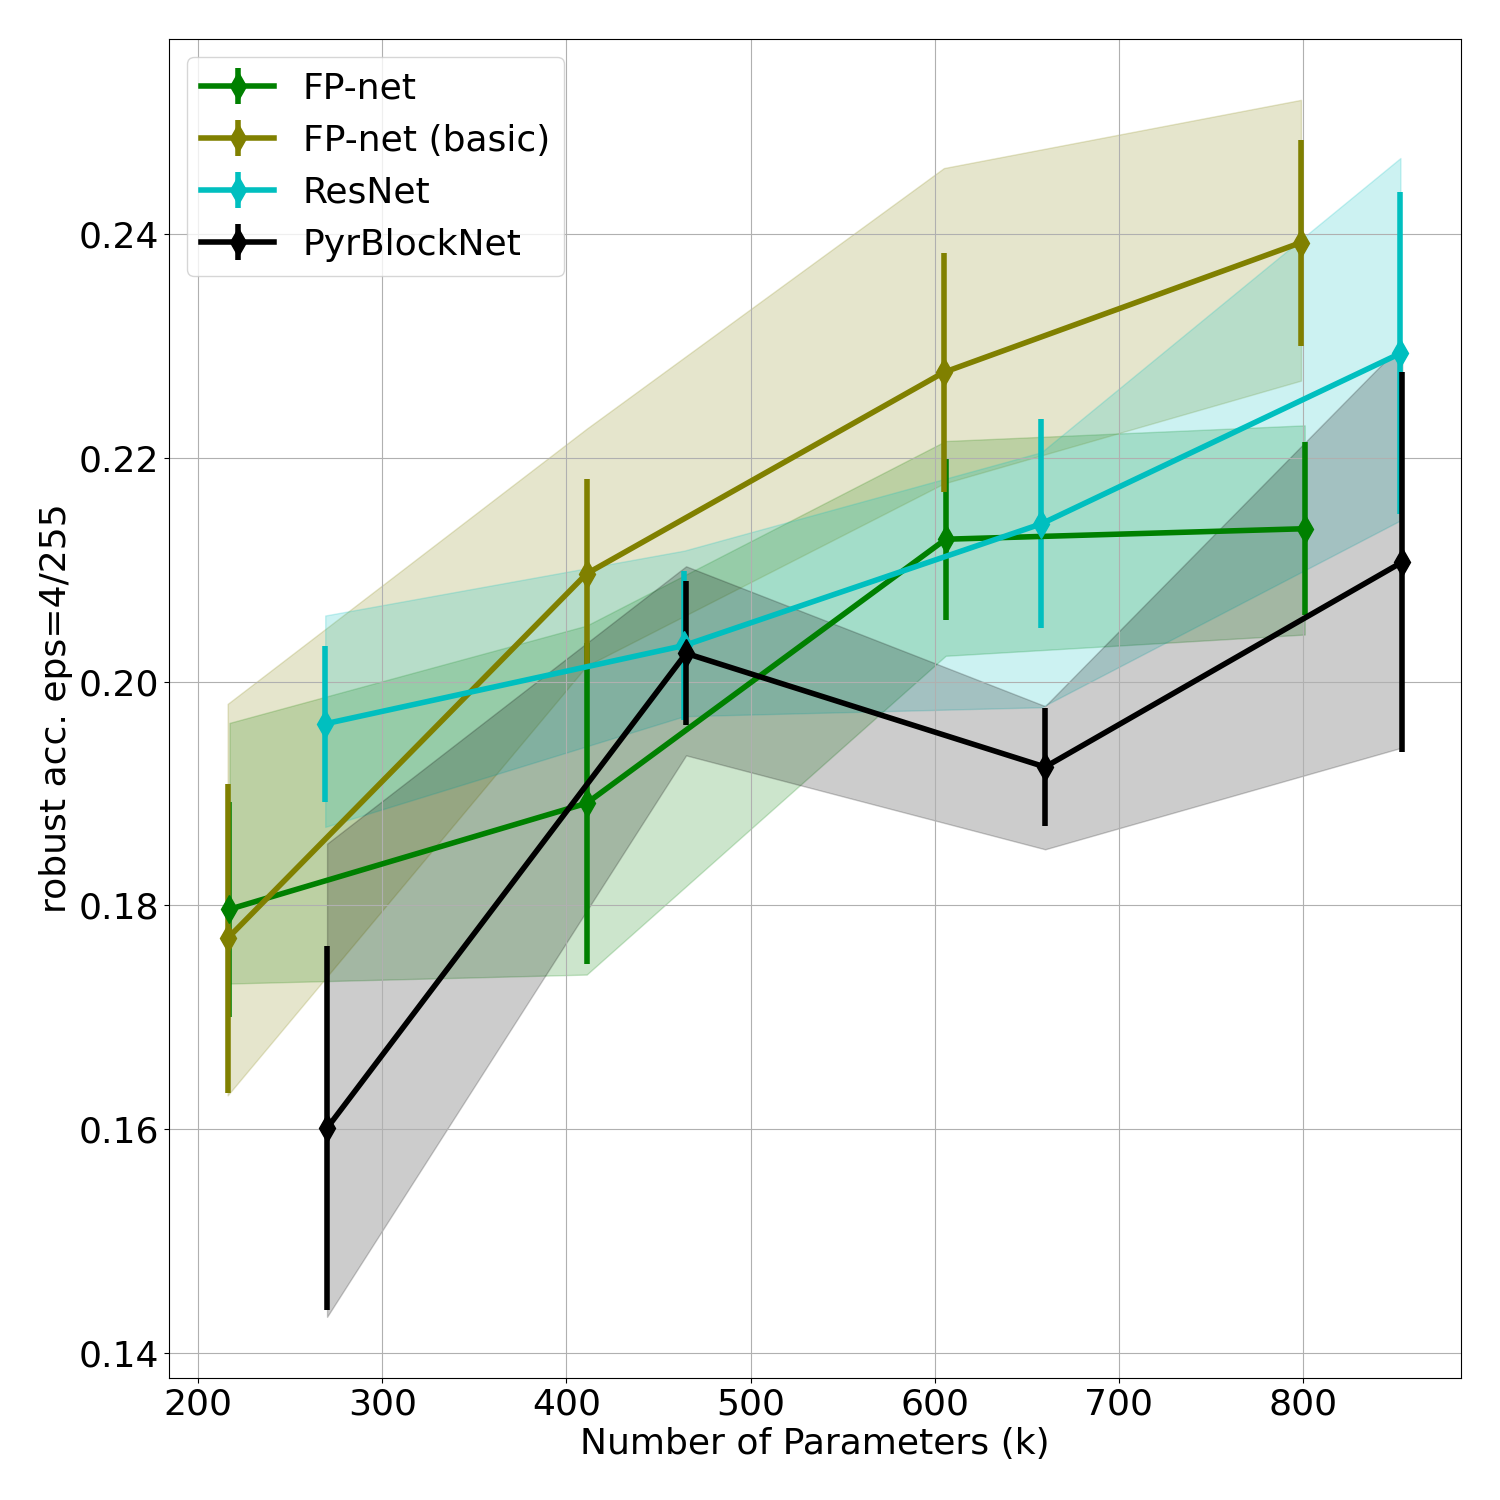 FP-net
FP-net (basic)
ResNet
PyrBlockNet
robust acc. eps=4/255
0.24
0.22
0.20
0.18
0.16
0.14
200 300 400 500 600 700 800
Number of Parameters (k)